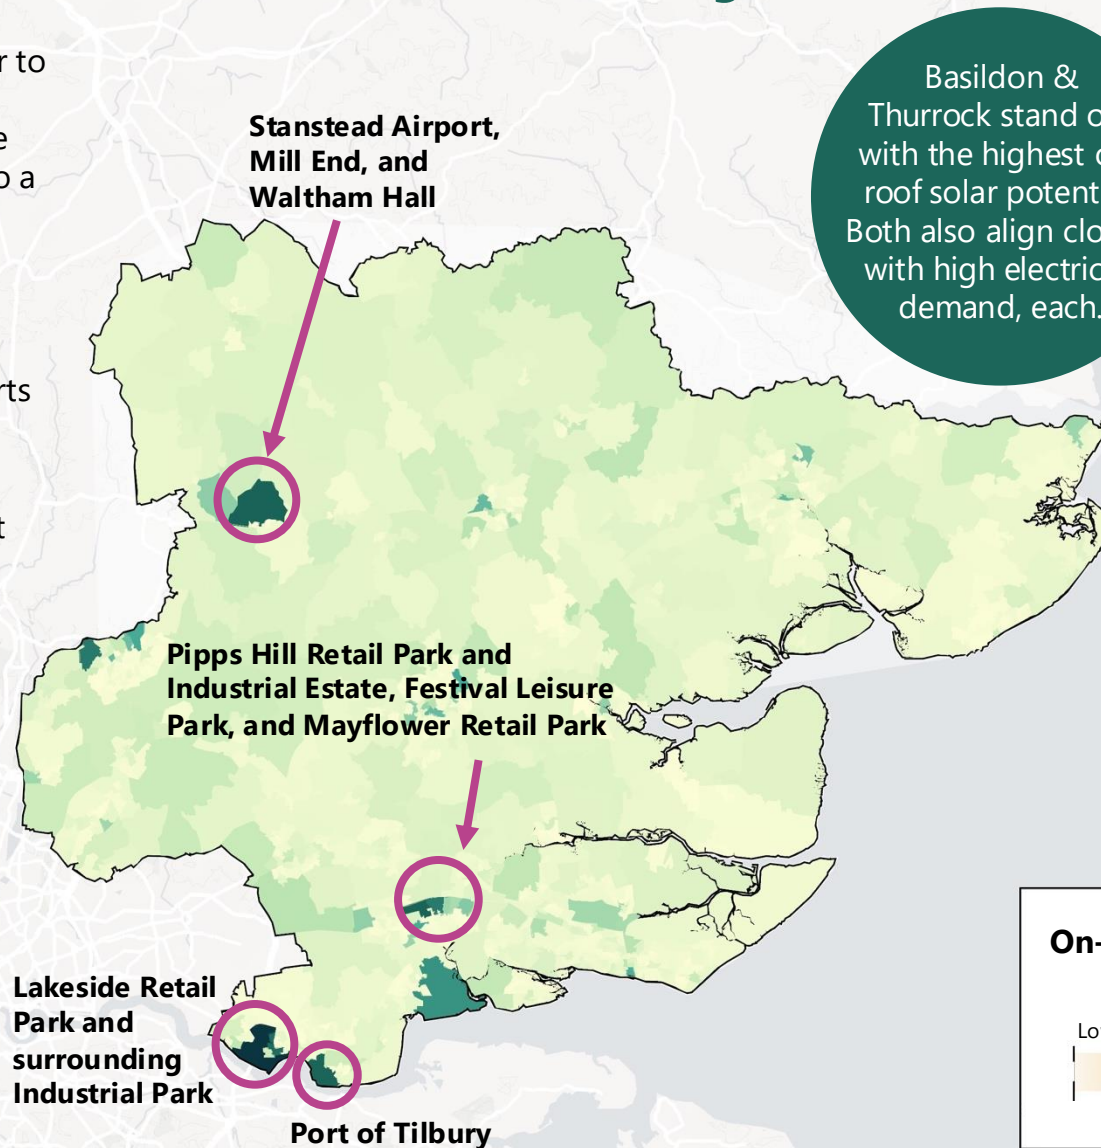 r to
e
o a
rts
t
Stanstead Airport,
Mill End, and
Waltham Hall
Basildon &
Thurrock stand o
with the highest o
roof solar potent
Both also align clo
with high electric
demand, each.
Pipps Hill Retail Park and
Industrial Estate, Festival Leisure
Park, and Mayflower Retail Park
Lakeside Retail
Park and
surrounding
Industrial Park
Port of Tilbury
On-
Lo